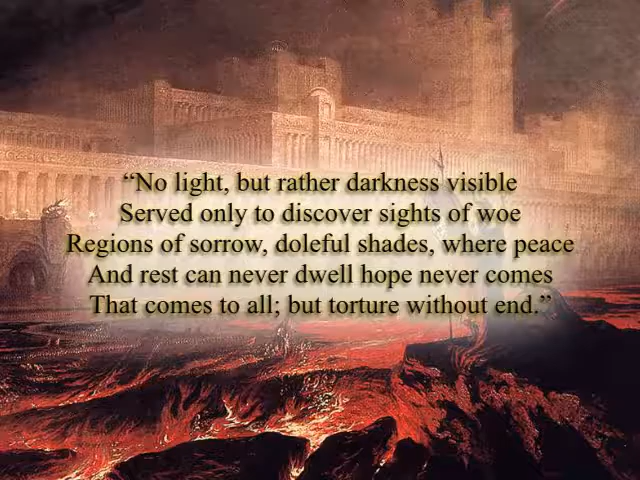 “No light, but rather darkness visible
Served only to discover sights of woe
Regions of sorrow, doleful shades, where peace
And rest can never dwell hope never comes
That comes to all; but torture without end.”